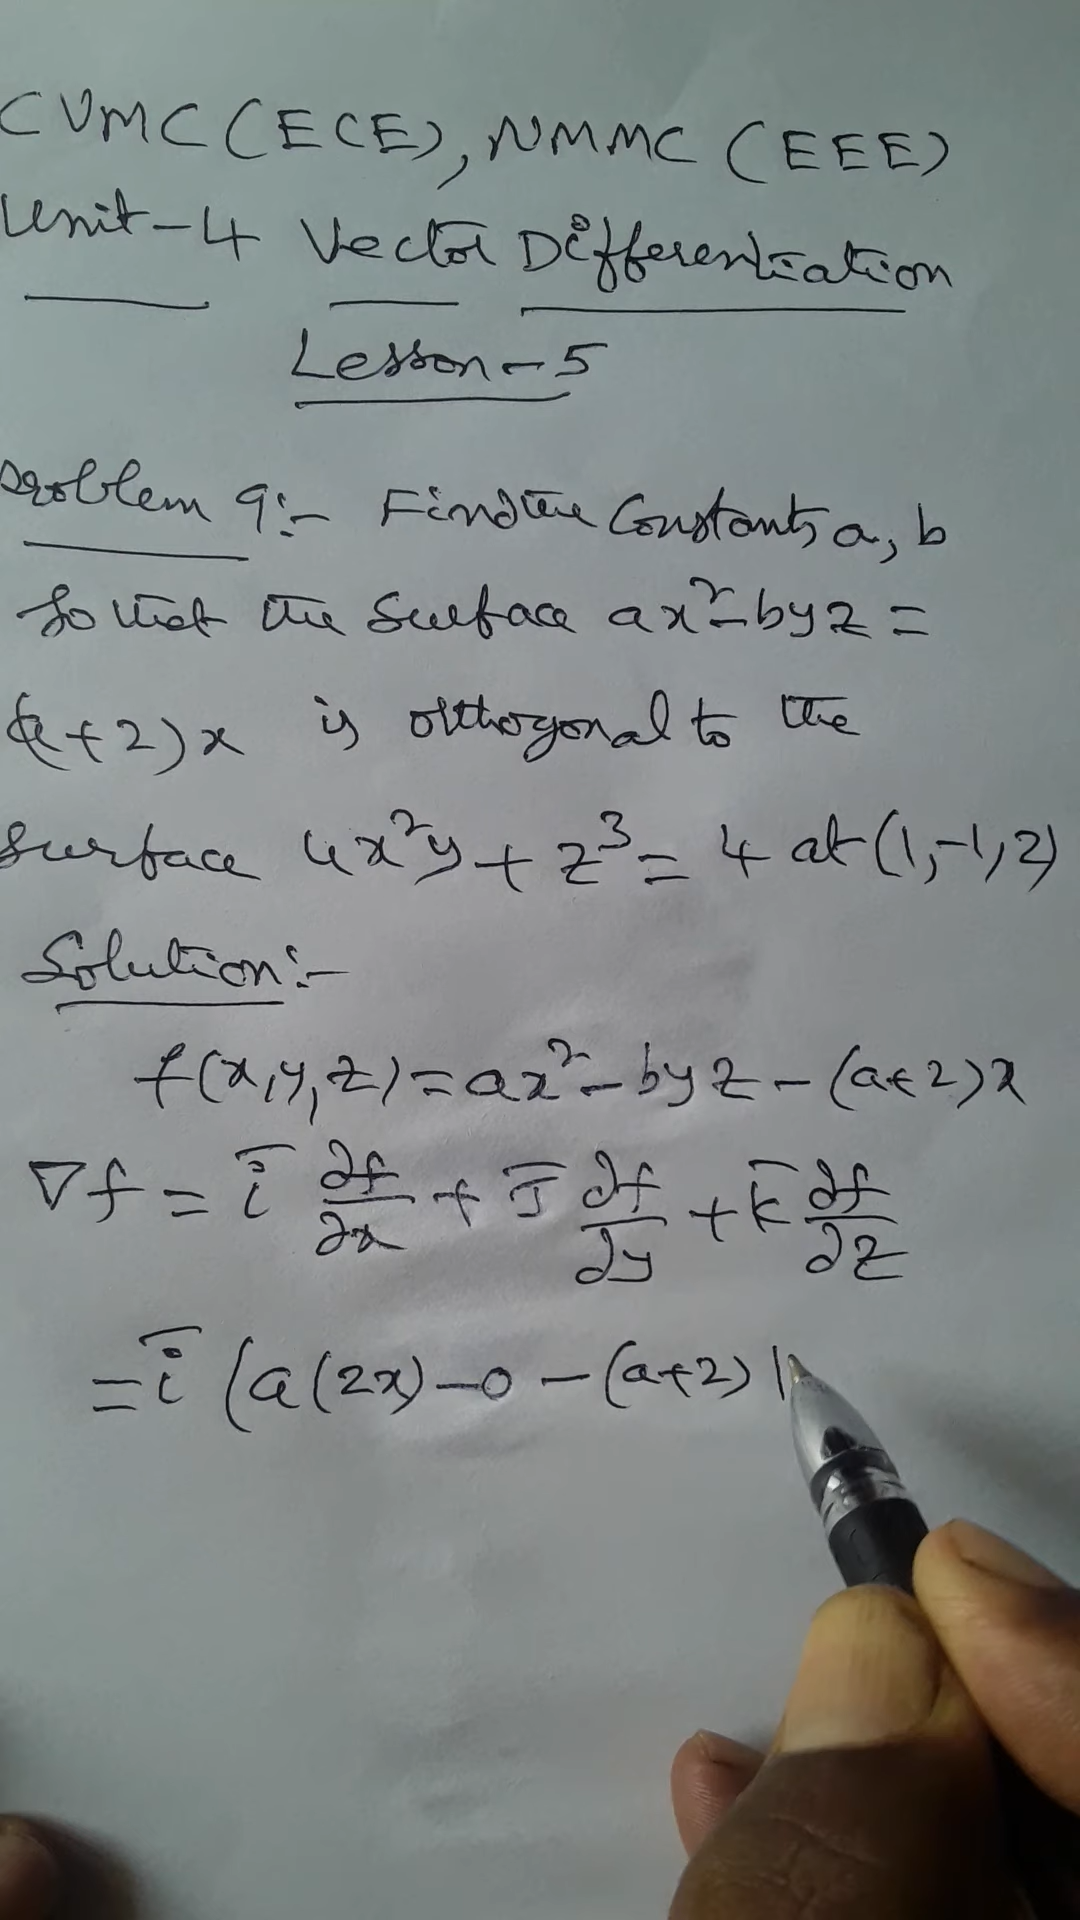 CVMC (ECE), NMMC (EEE)
Unit-4 Vector Differentiation
Lesson-5
Problem 9:- Find the Constants a, b
so that the surface ax²-byz =
(a+2)x is orthogonal to the
surface 4x²y + z³ = 4 at (1,-1,2)
Solution:-
f(x,y,z) = ax²-byz-(a+2)x
∇f = i̅ ∂f/∂x + j̅ ∂f/∂y + k̅ ∂f/∂z
= i̅ (a(2x)-0-(a+2)1